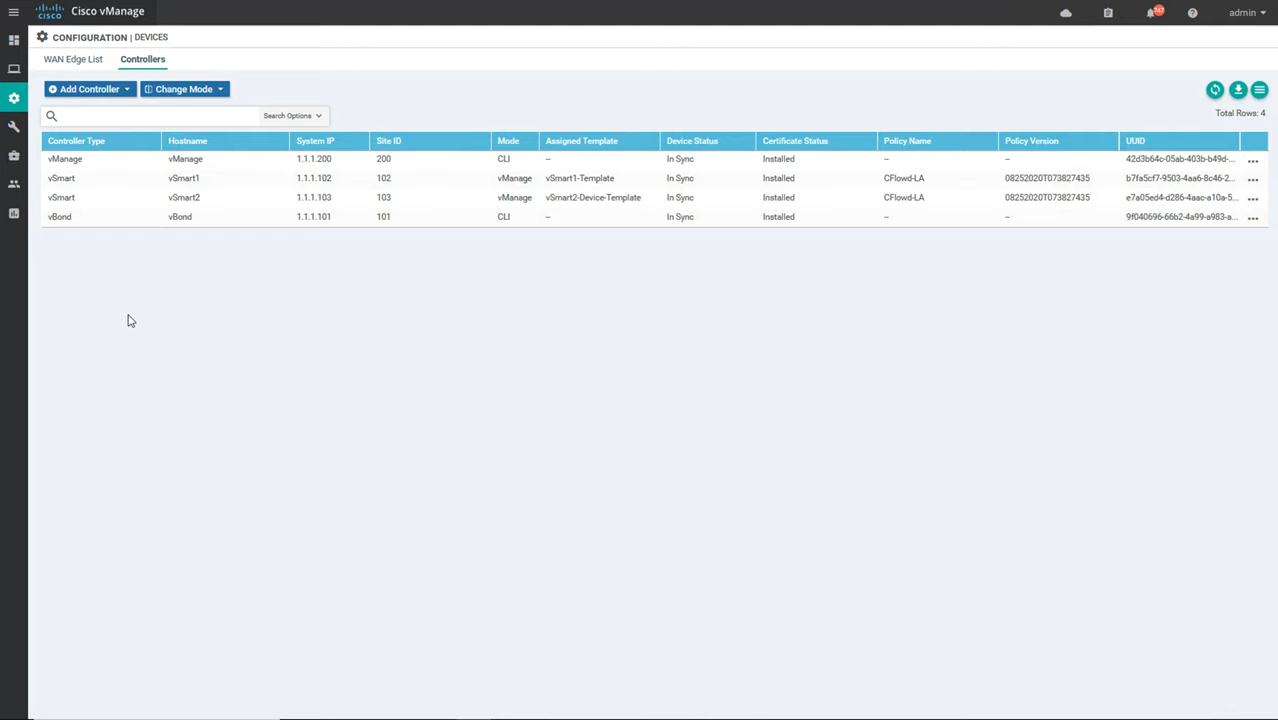 CISCO
Cisco vManage
747
admin
CONFIGURATION | DEVICES
WAN Edge List
Controllers
Add Controller
Change Mode
Search Options
Total Rows: 4
Controller Type Hostname System IP Site ID Mode Assigned Template Device Status Certificate Status Policy Name Policy Version UUID
vManage vManage 1.1.1.200 200 CLI -- In Sync Installed -- -- 42d3b64c-05ab-403b-b49d-...
vSmart vSmart1 1.1.1.102 102 vManage vSmart1-Template In Sync Installed CFlowd-LA 08252020T073827435 b7fa5cf7-9503-4aa6-8c46-2...
vSmart vSmart2 1.1.1.103 103 vManage vSmart2-Device-Template In Sync Installed CFlowd-LA 08252020T073827435 e7a05ed4-d286-4aac-a10a-5...
vBond vBond 1.1.1.101 101 CLI -- In Sync Installed -- -- 9f040696-66b2-4a99-a983-a...